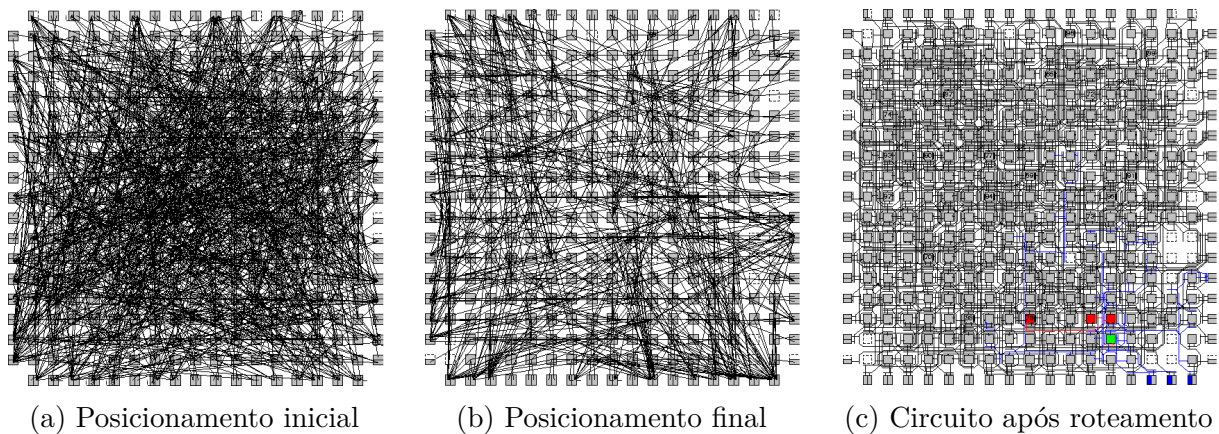 (a) Posicionamento inicial
(b) Posicionamento final
(c) Circuito após roteamento